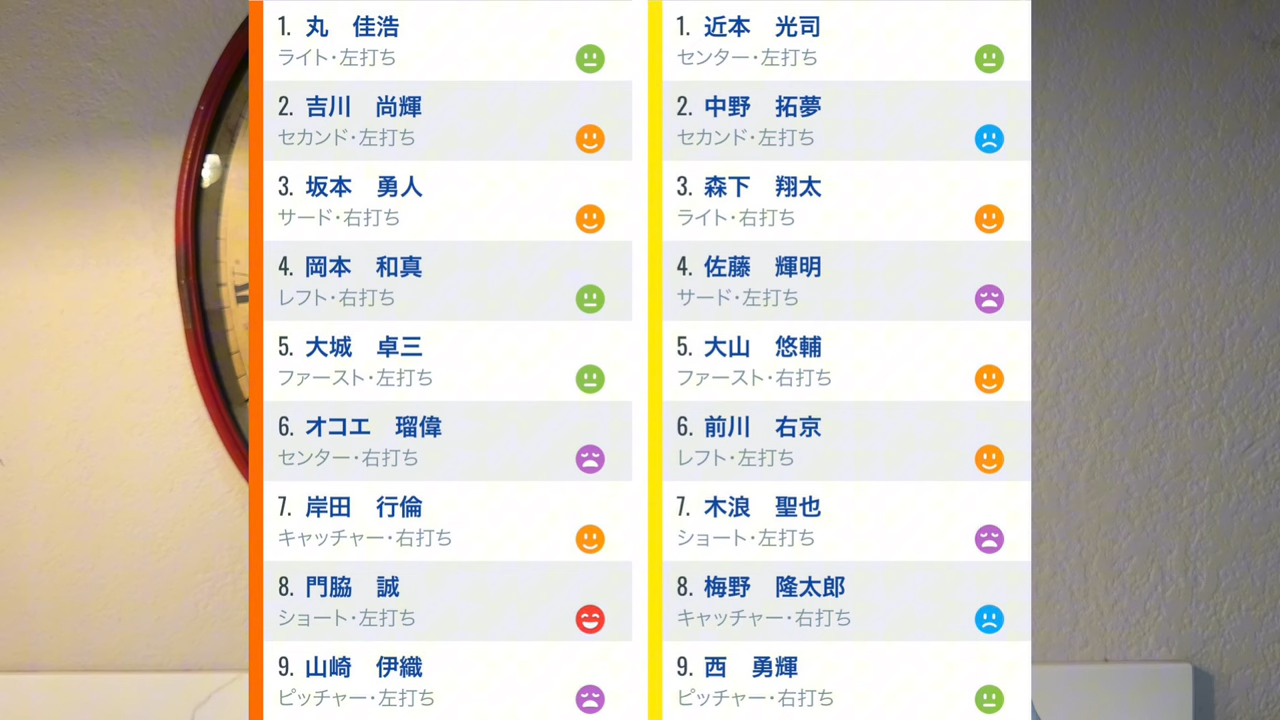 1. 丸　佳浩
ライト・左打ち
2. 吉川　尚輝
セカンド・左打ち
3. 坂本　勇人
サード・右打ち
4. 岡本　和真
レフト・右打ち
5. 大城　卓三
ファースト・左打ち
6. オコエ　瑠偉
センター・右打ち
7. 岸田　行倫
キャッチャー・右打ち
8. 門脇　誠
ショート・左打ち
9. 山崎　伊織
ピッチャー・左打ち
1. 近本　光司
センター・左打ち
2. 中野　拓夢
セカンド・左打ち
3. 森下　翔太
ライト・右打ち
4. 佐藤　輝明
サード・左打ち
5. 大山　悠輔
ファースト・右打ち
6. 前川　右京
レフト・左打ち
7. 木浪　聖也
ショート・左打ち
8. 梅野　隆太郎
キャッチャー・右打ち
9. 西　勇輝
ピッチャー・右打ち